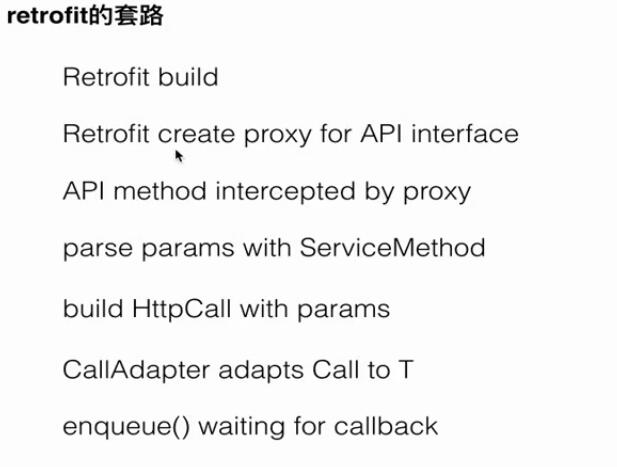 retrofit的套路
Retrofit build
Retrofit create proxy for API interface
API method intercepted by proxy
parse params with ServiceMethod
build HttpCall with params
CallAdapter adapts Call to T
enqueue() waiting for callback